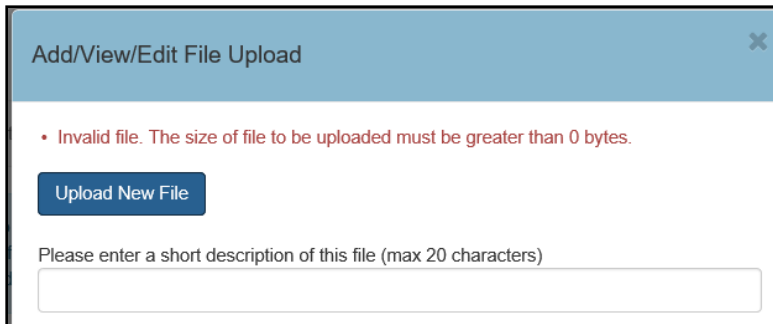 Add/View/Edit File Upload
• Invalid file. The size of file to be uploaded must be greater than 0 bytes.
Upload New File
Please enter a short description of this file (max 20 characters)